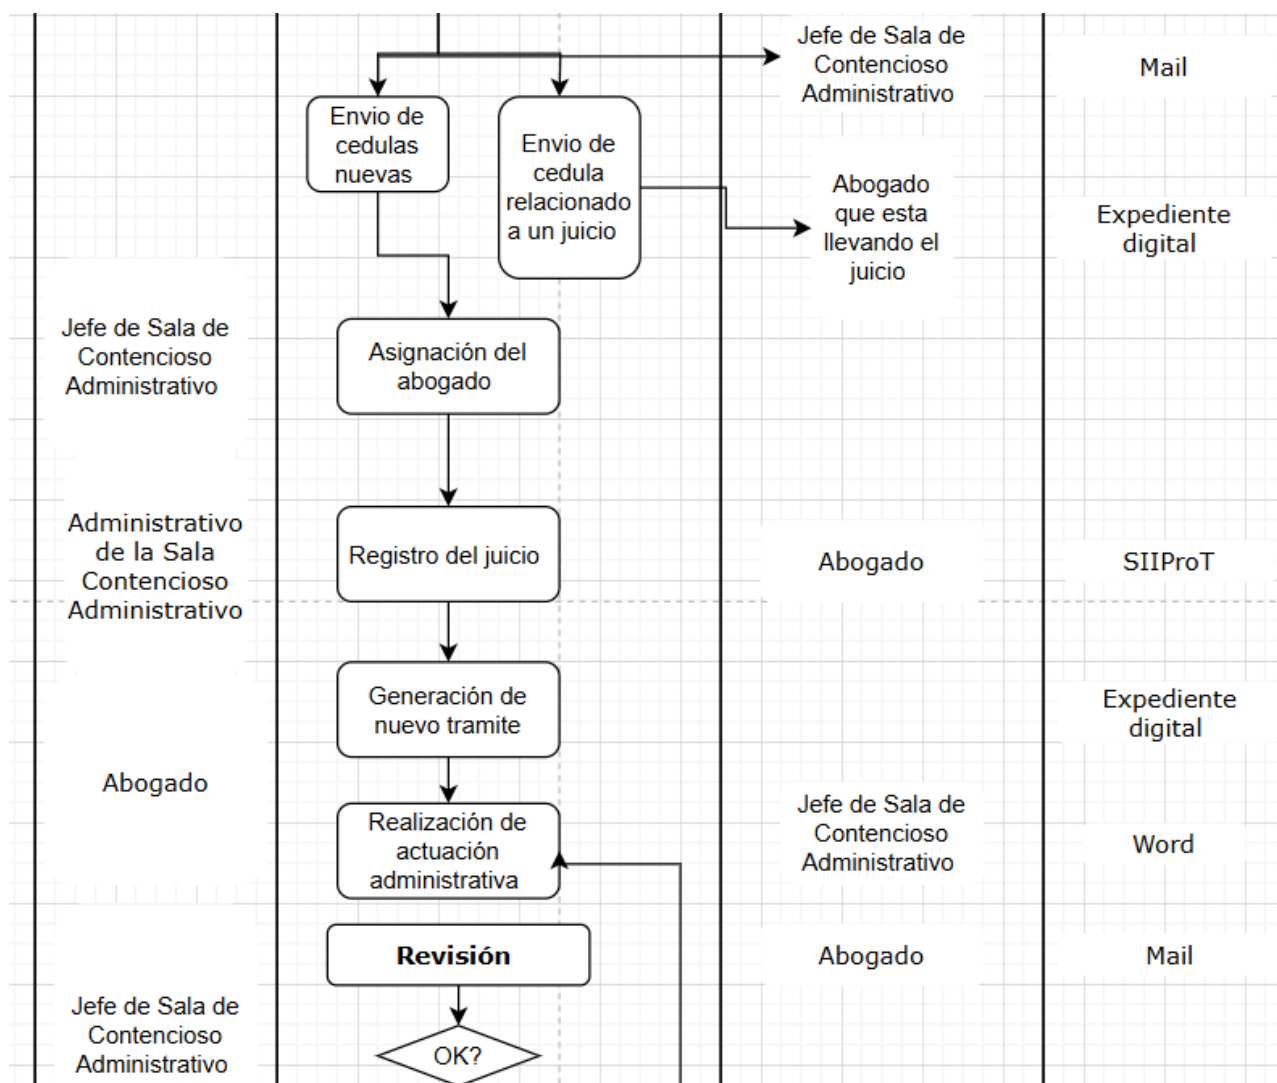 Jefe de Sala de
Contencioso
Administrativo
Mail
Envio de
cedulas
nuevas
Envio de
cedula
relacionado
a un juicio
Abogado
que esta
llevando el
juicio
Expediente
digital
Jefe de Sala de
Contencioso
Administrativo
Asignación del
abogado
Administrativo
de la Sala
Contencioso
Administrativo
Registro del juicio
Abogado
SIIProT
Generación de
nuevo tramite
Expediente
digital
Abogado
Realización de
actuación
administrativa
Jefe de Sala de
Contencioso
Administrativo
Word
Revisión
Abogado
Mail
Jefe de Sala de
Contencioso
Administrativo
OK?